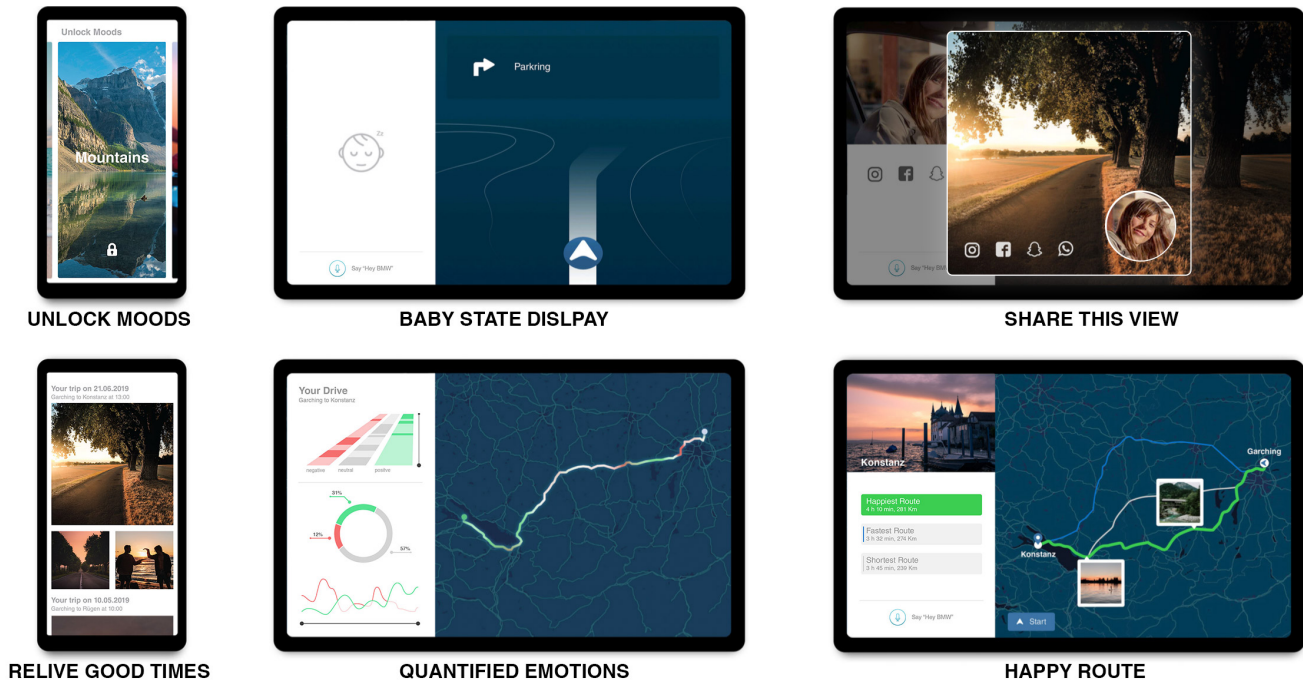 Unlock Moods
Mountains
UNLOCK MOODS
Parkring
Zz
Say "Hey BMW"
BABY STATE DISLPAY
Say "Hey BM
SHARE THIS VIEW
Your trip on 21.06.2019
Garching to Konstanz at 13:00
Your trip on 10.05.2019
Garching to Rügen at 10:00
RELIVE GOOD TIMES
Your Drive
Garching to Konstanz
negative neutral positive
31%
12%
57%
QUANTIFIED EMOTIONS
Konstanz
Happiest Route
4 h 10 min, 281 Km
Fastest Route
3 h 32 min, 274 Km
Shortest Route
3 h 45 min, 239 Km
Say "Hey BMW"
Garching
Konstanz
Start
HAPPY ROUTE